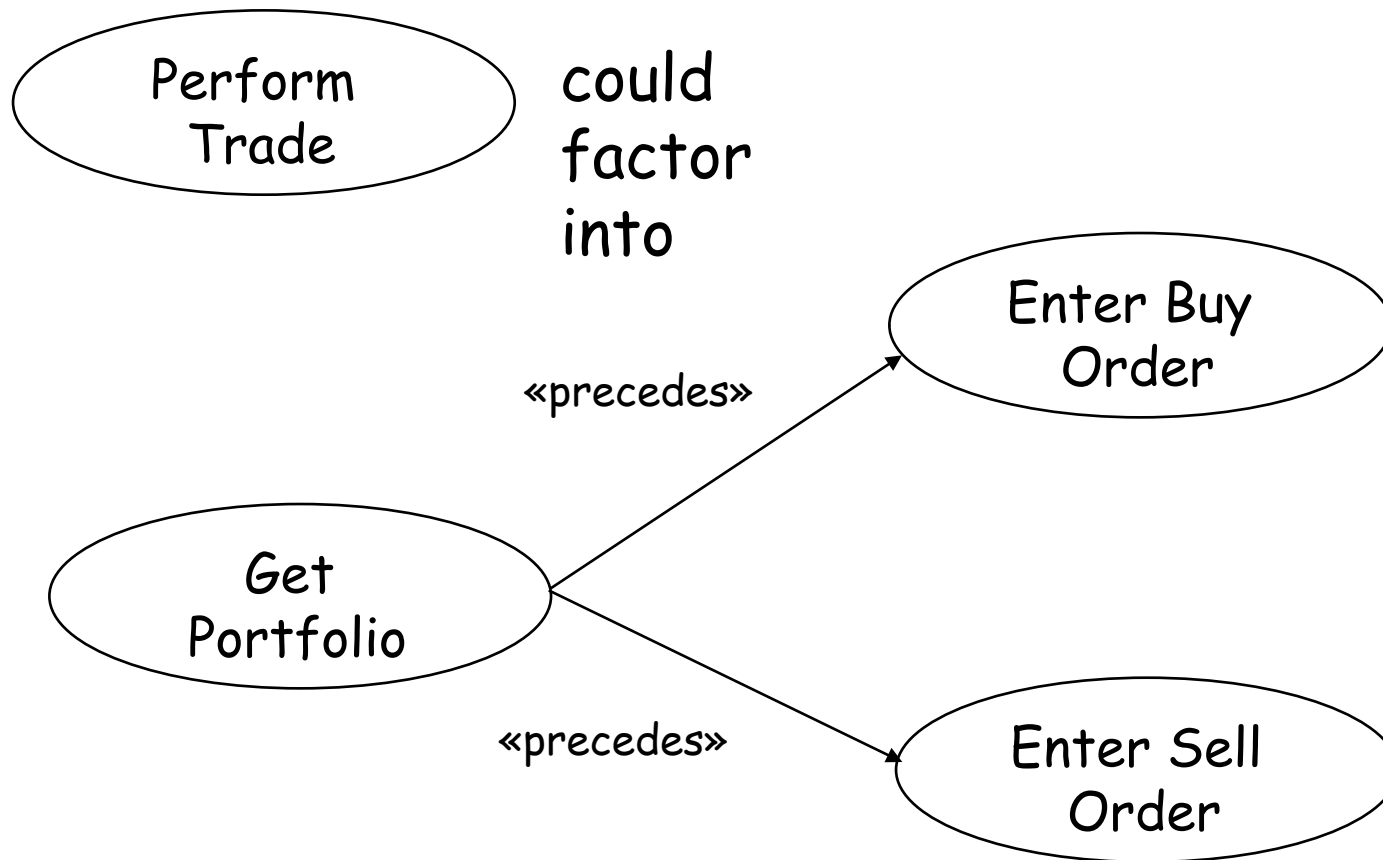 Perform
Trade
could
factor
into
Enter Buy
Order
«precedes»
Get
Portfolio
«precedes»
Enter Sell
Order